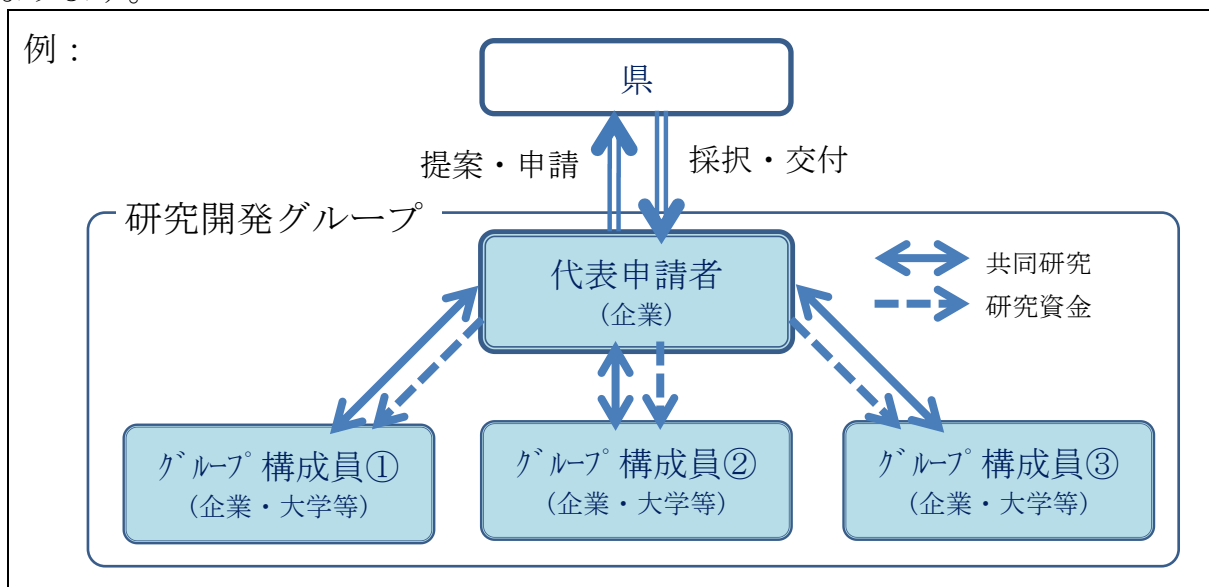 例：
県
提案・申請
採択・交付
研究開発グループ
代表申請者
(企業)
共同研究
研究資金
ｸﾞﾙｰﾌﾟ構成員①
(企業・大学等)
ｸﾞﾙｰﾌﾟ構成員②
(企業・大学等)
ｸﾞﾙｰﾌﾟ構成員③
(企業・大学等)